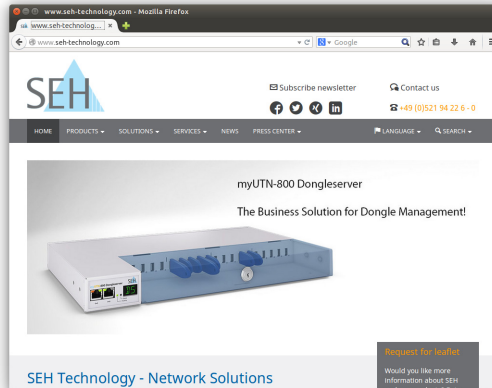 www.seh-technology.com - Mozilla Firefox
www.seh-technolog...
www.seh-technology.com
Google
SEH
Subscribe newsletter
Contact us
+49 (0)521 94 22 6 - 0
HOME PRODUCTS SOLUTIONS SERVICES NEWS PRESS CENTER LANGUAGE SEARCH
myUTN-800 Dongleserver
The Business Solution for Dongle Management!
SEH
SEH Technology - Network Solutions
Request for leaflet
Would you like more
information about SEH